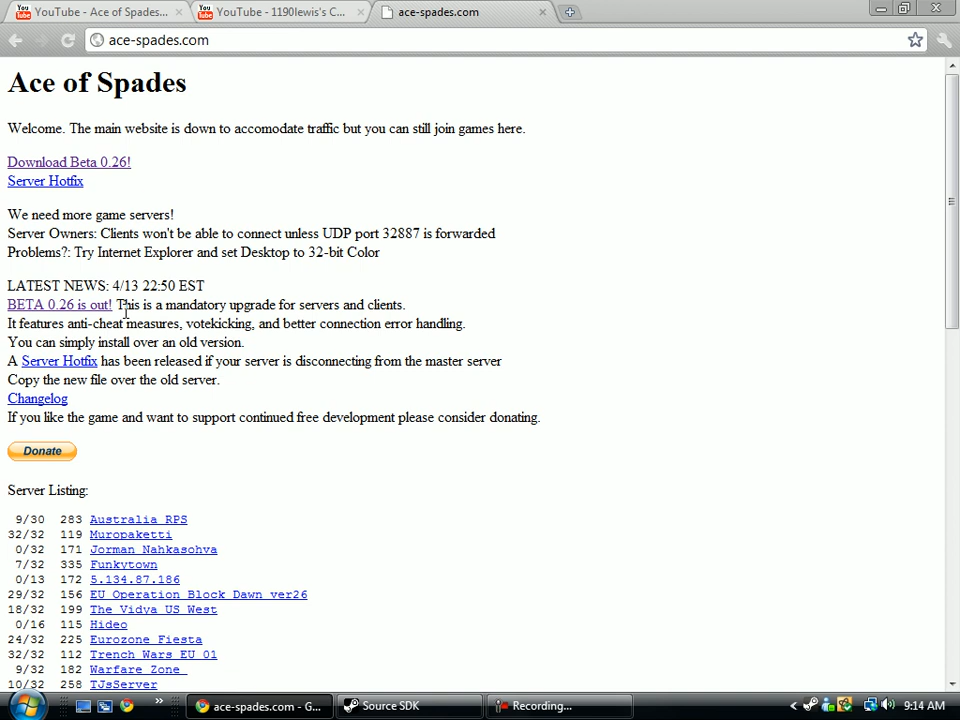 YouTube - Ace of Spades
YouTube - 1190lewis's C...
ace-spades.com
ace-spades.com
Ace of Spades
Welcome. The main website is down to accomodate traffic but you can still join games here.
Download Beta 0.26!
Server Hotfix
We need more game servers!
Server Owners: Clients won't be able to connect unless UDP port 32887 is forwarded
Problems?: Try Internet Explorer and set Desktop to 32-bit Color
LATEST NEWS: 4/13 22:50 EST
BETA 0.26 is out! This is a mandatory upgrade for servers and clients.
It features anti-cheat measures, votekicking, and better connection error handling.
You can simply install over an old version.
A Server Hotfix has been released if your server is disconnecting from the master server
Copy the new file over the old server.
Changelog
If you like the game and want to support continued free development please consider donating.
Donate
Server Listing:
9/30 283 Australia RPS
32/32 119 Muropaketti
0/32 171 Jorman Nahkasohva
7/32 335 Funkytown
0/13 172 5.134.87.186
29/32 156 EU Operation Block Dawn ver26
18/32 199 The Vidya US West
0/16 115 Hideo
24/32 225 Eurozone Fiesta
32/32 112 Trench Wars EU 01
9/32 182 Warfare Zone
10/32 258 TJsServer
ace-spades.com - G...
Source SDK
Recording...
9:14 AM